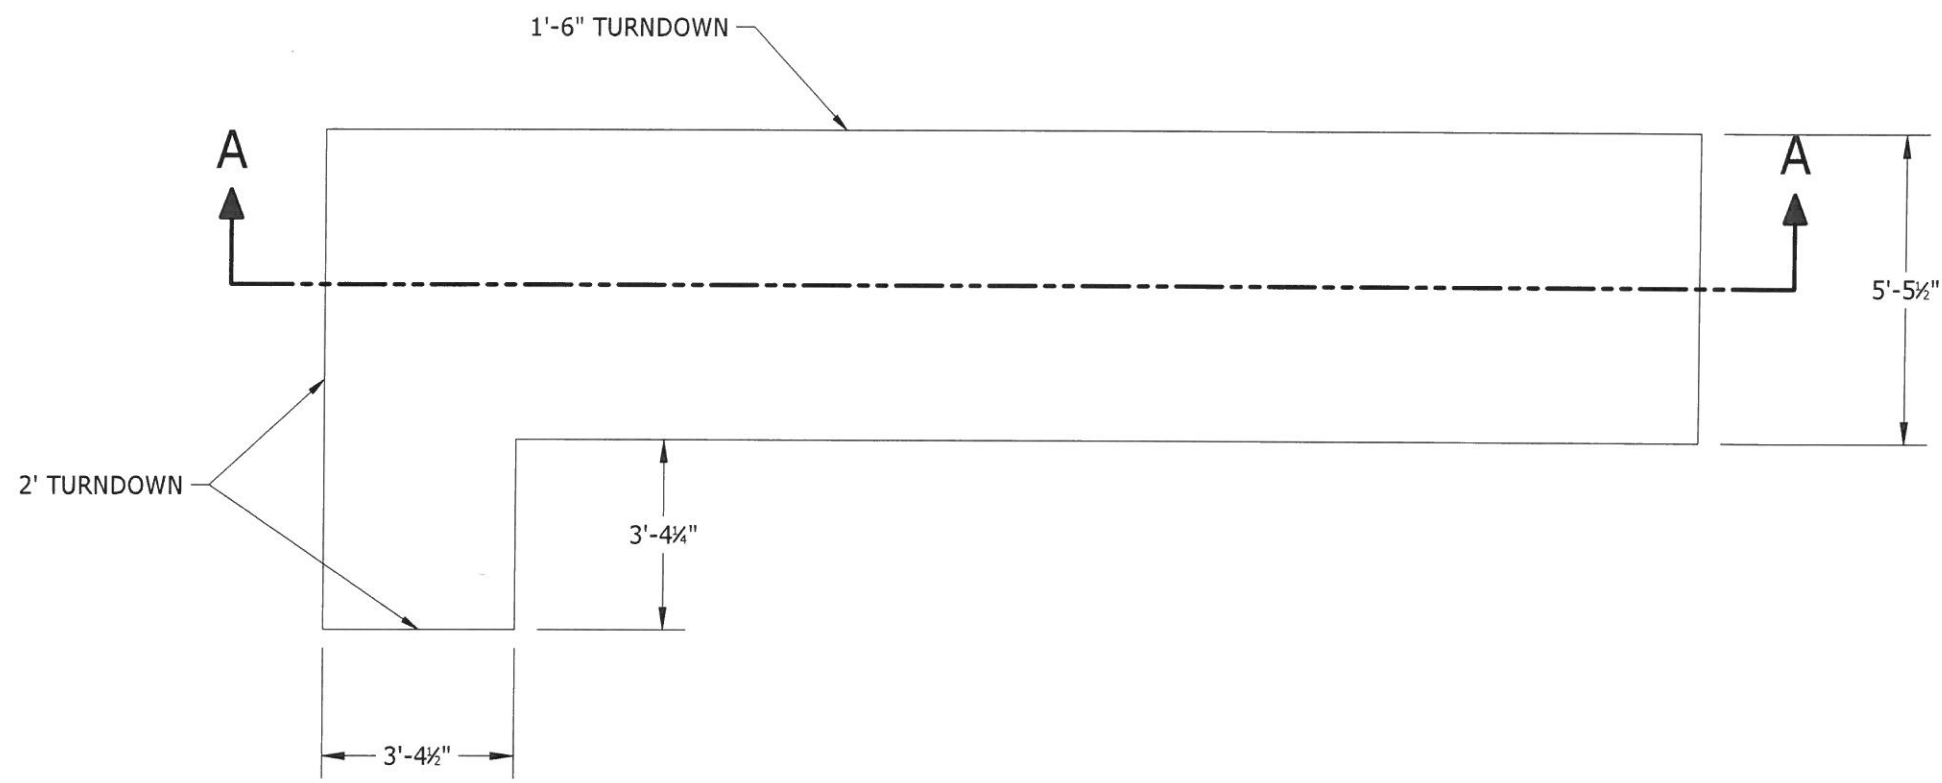 1'-6" TURNDOWN
A
A
5'-5½"
2' TURNDOWN
3'-4¼"
3'-4½"